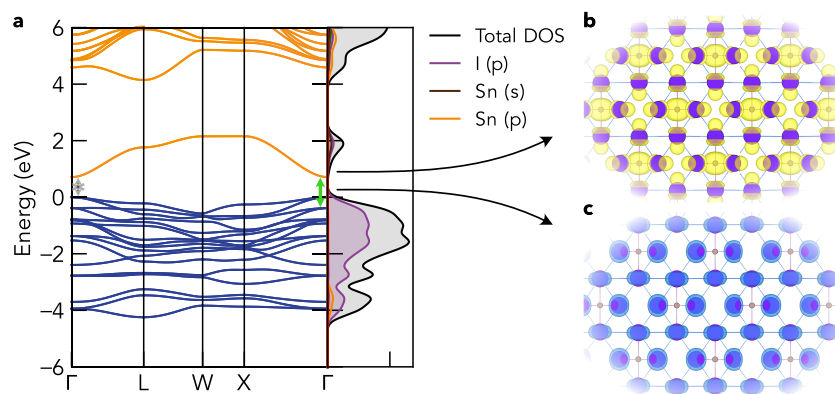 a
6
4
2
0
−2
−4
−6
Energy (eV)
Γ
L
W
X
Γ
Total DOS
I (p)
Sn (s)
Sn (p)
b
c